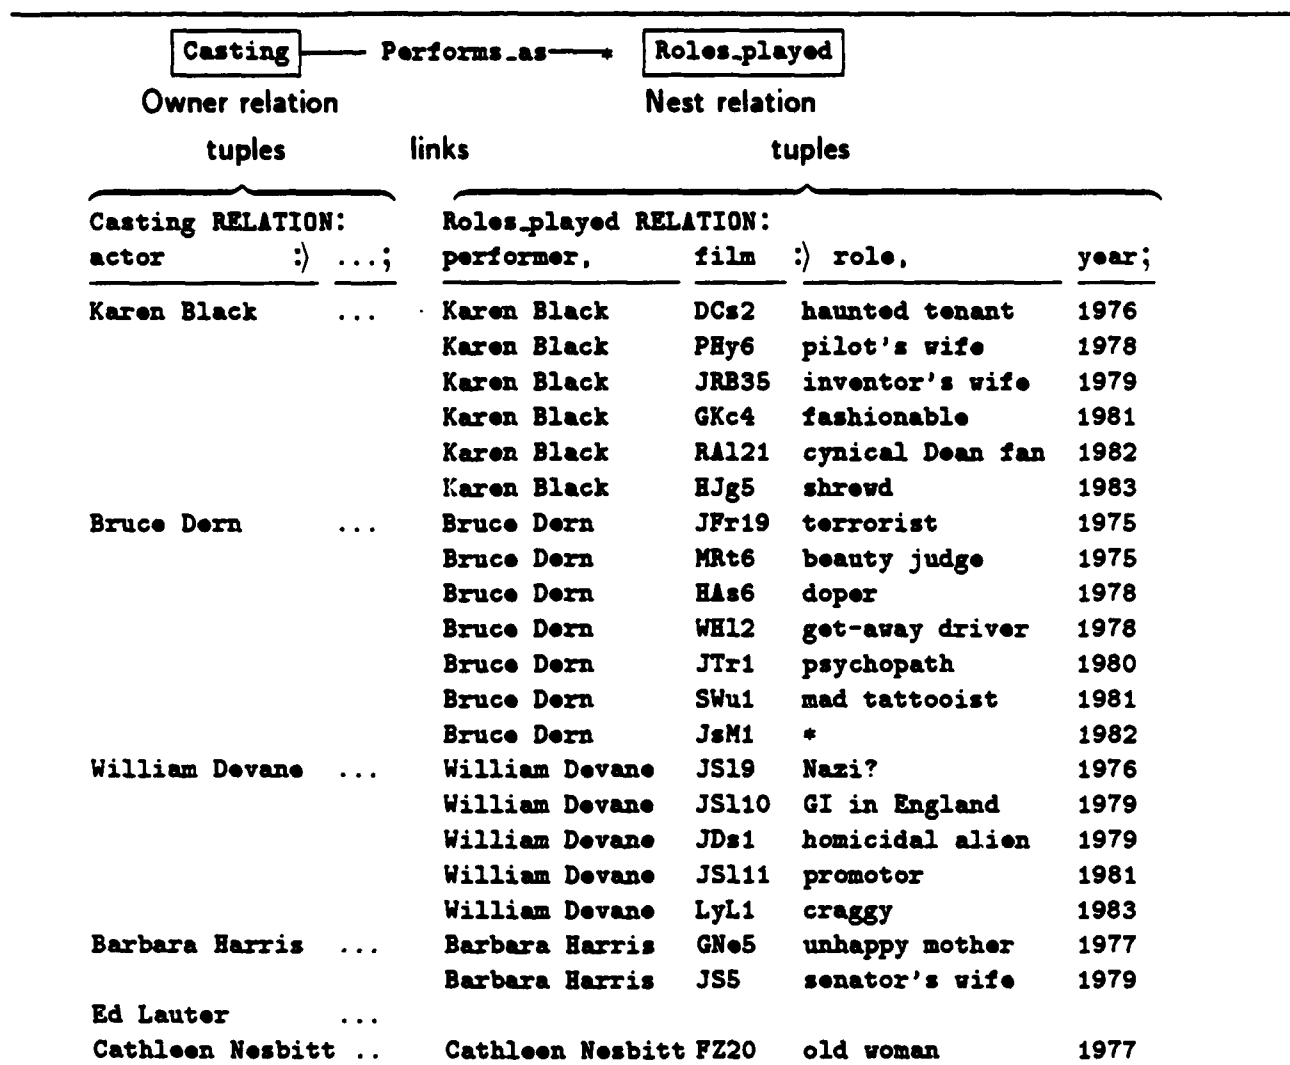 Casting Performs_as * Roles_played
Owner relation Nest relation
tuples links tuples
Casting RELATION: Roles_played RELATION:
actor :⟩ ...; performer, film :⟩ role, year;
Karen Black ... Karen Black DCs2 haunted tenant 1976
Karen Black PHy6 pilot's wife 1978
Karen Black JRB35 inventor's wife 1979
Karen Black GKc4 fashionable 1981
Karen Black RAl21 cynical Dean fan 1982
Karen Black HJg5 shrewd 1983
Bruce Dern ... Bruce Dern JFr19 terrorist 1975
Bruce Dern MRt6 beauty judge 1975
Bruce Dern HAs6 doper 1978
Bruce Dern WHl2 get-away driver 1978
Bruce Dern JTr1 psychopath 1980
Bruce Dern SWu1 mad tattooist 1981
Bruce Dern JsM1 * 1982
William Devane ... William Devane JSl9 Nazi? 1976
William Devane JSl10 GI in England 1979
William Devane JDs1 homicidal alien 1979
William Devane JSl11 promotor 1981
William Devane LyL1 craggy 1983
Barbara Harris ... Barbara Harris GNe5 unhappy mother 1977
Barbara Harris JS5 senator's wife 1979
Ed Lauter ...
Cathleen Nesbitt .. Cathleen Nesbitt FZ20 old woman 1977